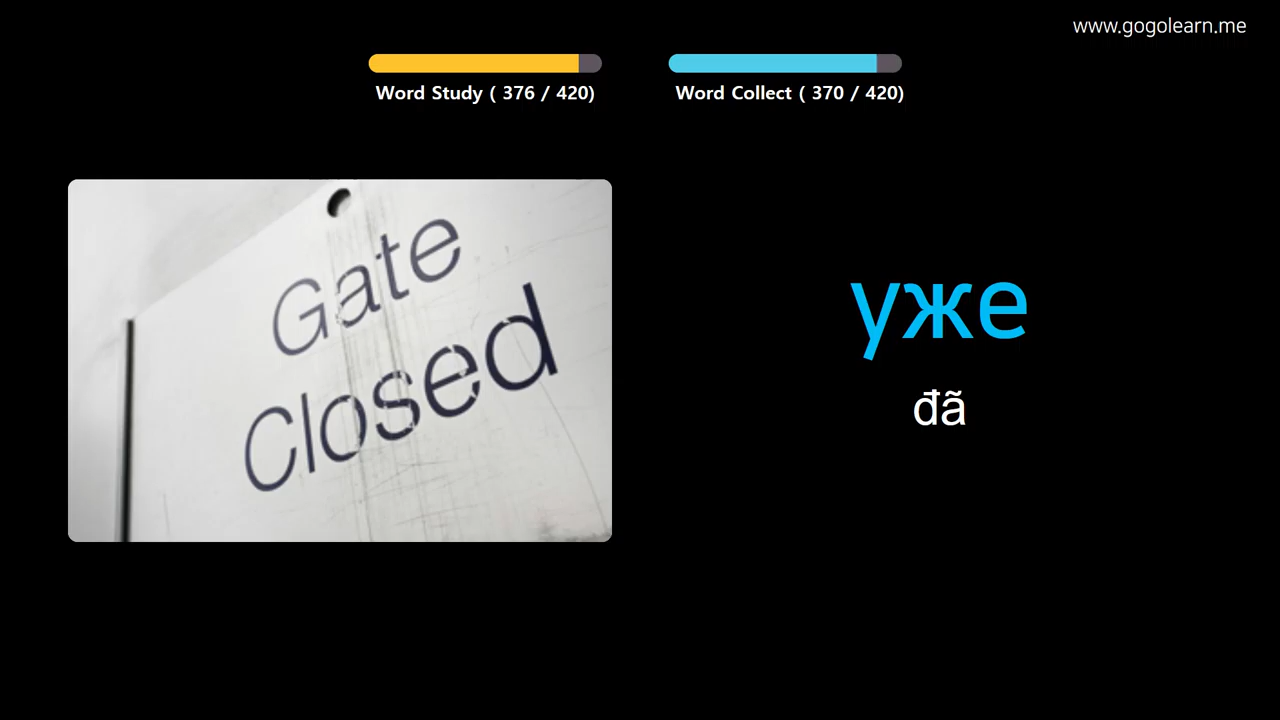 www.gogolearn.me
Word Study ( 376 / 420)
Word Collect ( 370 / 420)
Gate
Closed
уже
đã